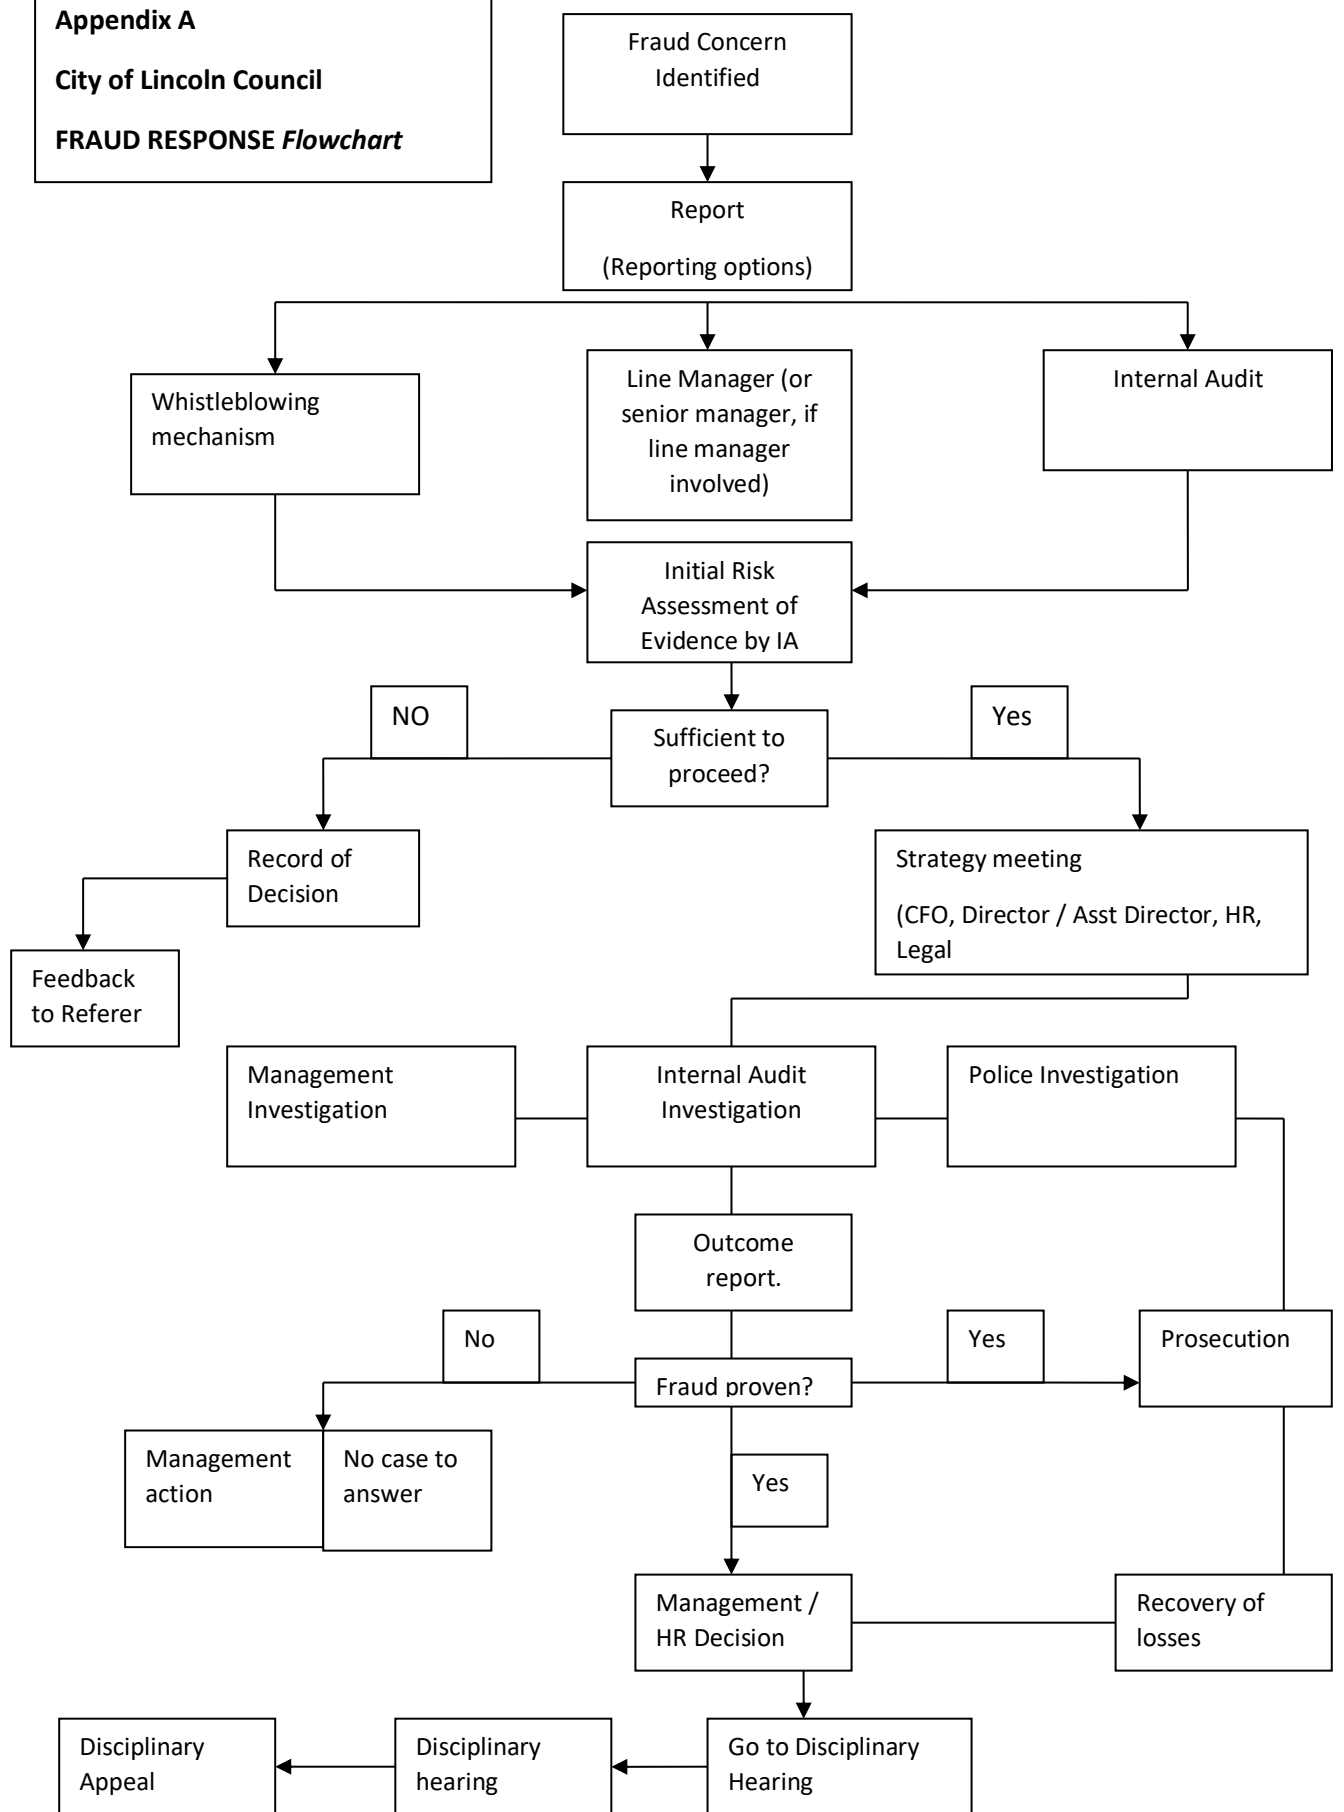 Appendix A
City of Lincoln Council
FRAUD RESPONSE Flowchart
Fraud Concern
Identified
Report
(Reporting options)
Whistleblowing
mechanism
Line Manager (or
senior manager, if
line manager
involved)
Internal Audit
Initial Risk
Assessment of
Evidence by IA
NO
Sufficient to
proceed?
Yes
Record of
Decision
Strategy meeting
(CFO, Director / Asst Director, HR,
Legal
Feedback
to Referer
Management
Investigation
Internal Audit
Investigation
Police Investigation
Outcome
report.
No
Fraud proven?
Yes
Prosecution
Management
action
No case to
answer
Yes
Management /
HR Decision
Recovery of
losses
Disciplinary
Appeal
Disciplinary
hearing
Go to Disciplinary
Hearing